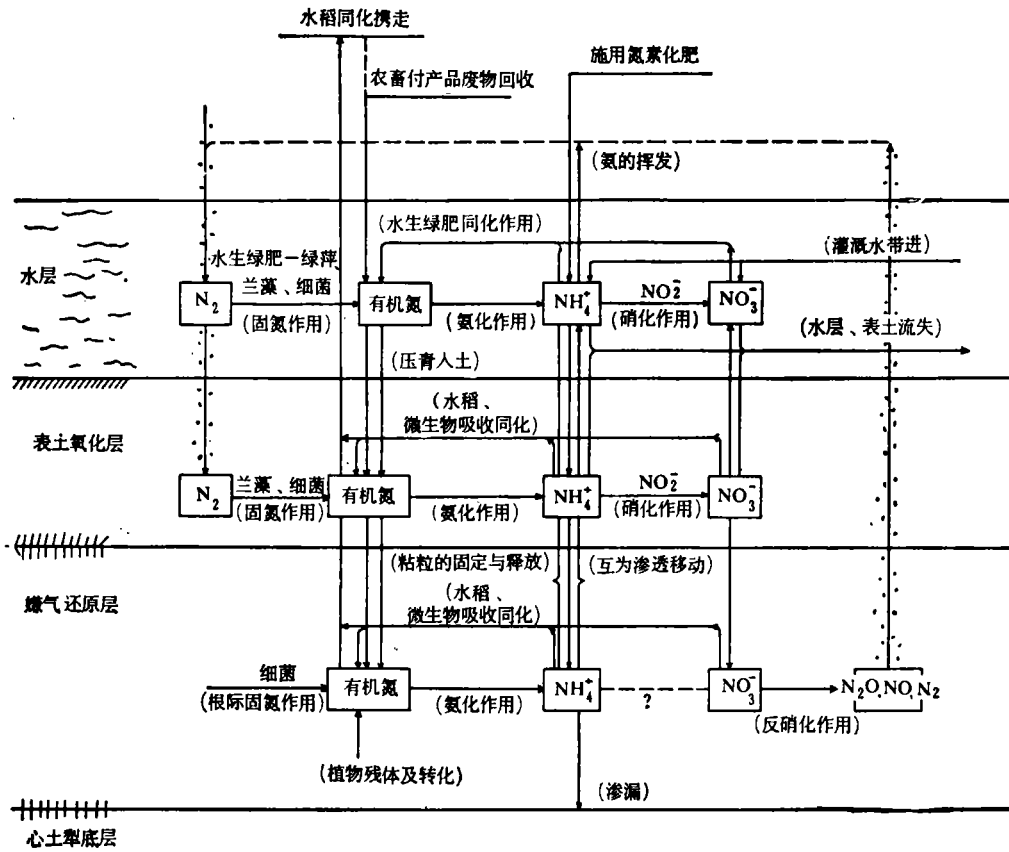 水稻同化携走
施用氮素化肥
农畜付产品废物回收
(氨的挥发)
(水生绿肥同化作用)
(灌溉水带进)
水层
水生绿肥—绿萍、
兰藻、细菌
(固氮作用)
N₂
有机氮
(氨化作用)
NH₄⁺
NO₂⁻
(硝化作用)
NO₃⁻
(水层、表土流失)
(压青入土)
(水稻、
微生物吸收同化)
表土氧化层
N₂
兰藻、细菌
(固氮作用)
有机氮
(氨化作用)
NH₄⁺
NO₂⁻
(硝化作用)
NO₃⁻
(粘粒的固定与释放)
(互为渗透移动)
嫌气还原层
(水稻、
微生物吸收同化)
细菌
(根际固氮作用)
有机氮
(氨化作用)
NH₄⁺
?
NO₃⁻
(反硝化作用)
N₂O,NO,N₂
(植物残体及转化)
(渗漏)
心土犁底层